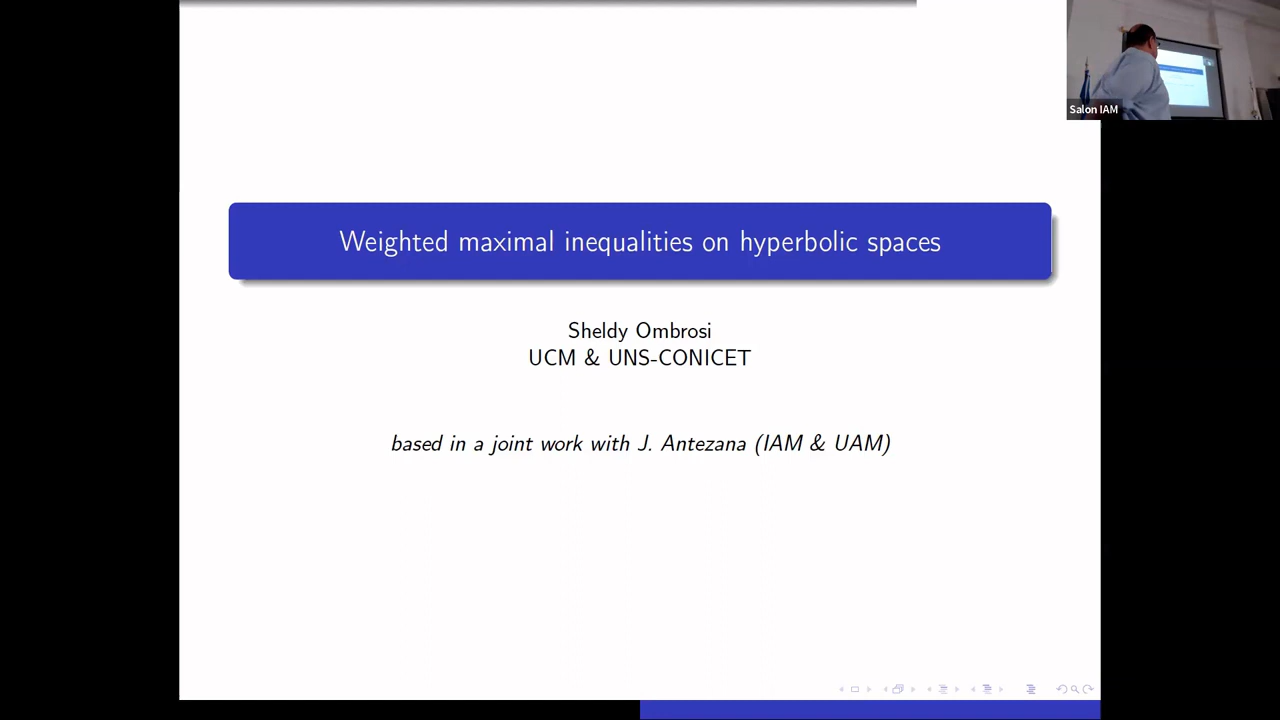 Weighted maximal inequalities on hyperbolic spaces
Sheldy Ombrosi
UCM & UNS-CONICET
based in a joint work with J. Antezana (IAM & UAM)
Salon IAM